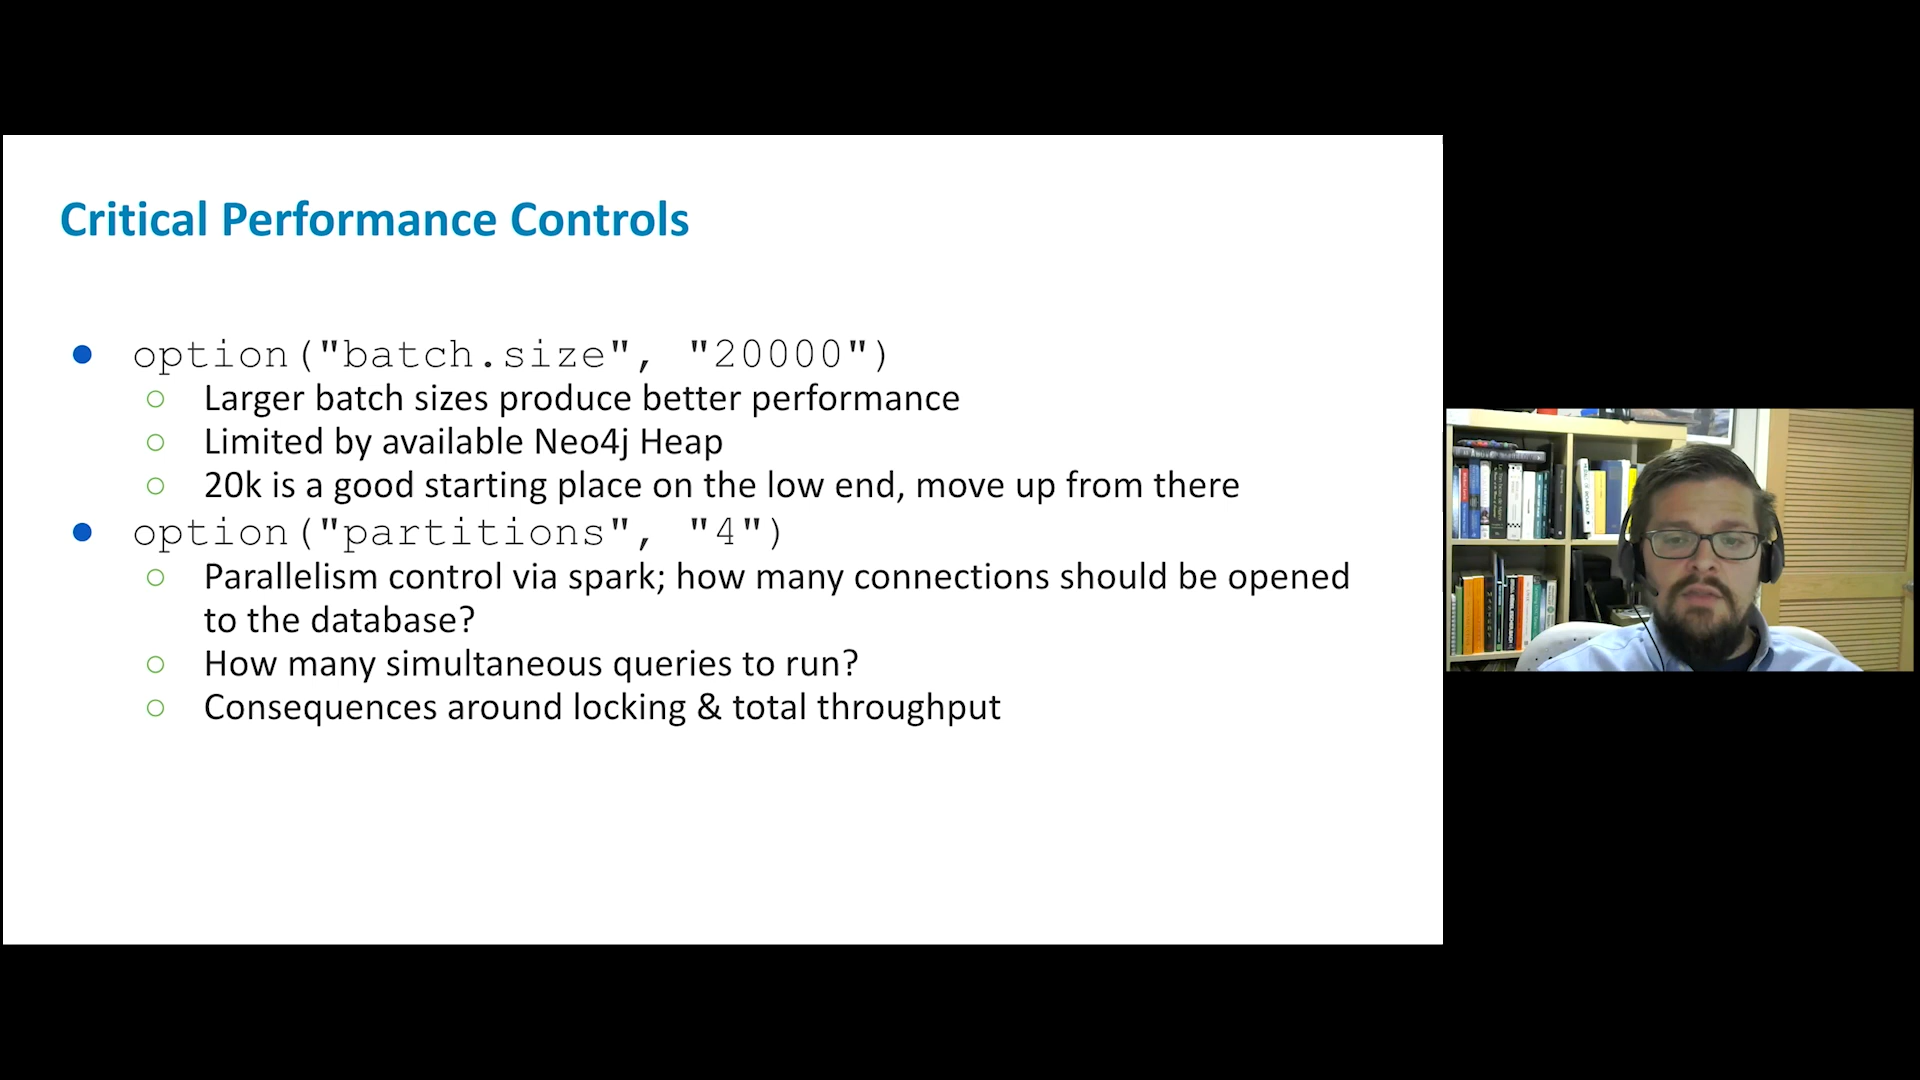 Critical Performance Controls
option("batch.size", "20000")
Larger batch sizes produce better performance
Limited by available Neo4j Heap
20k is a good starting place on the low end, move up from there
option("partitions", "4")
Parallelism control via spark; how many connections should be opened
to the database?
How many simultaneous queries to run?
Consequences around locking & total throughput